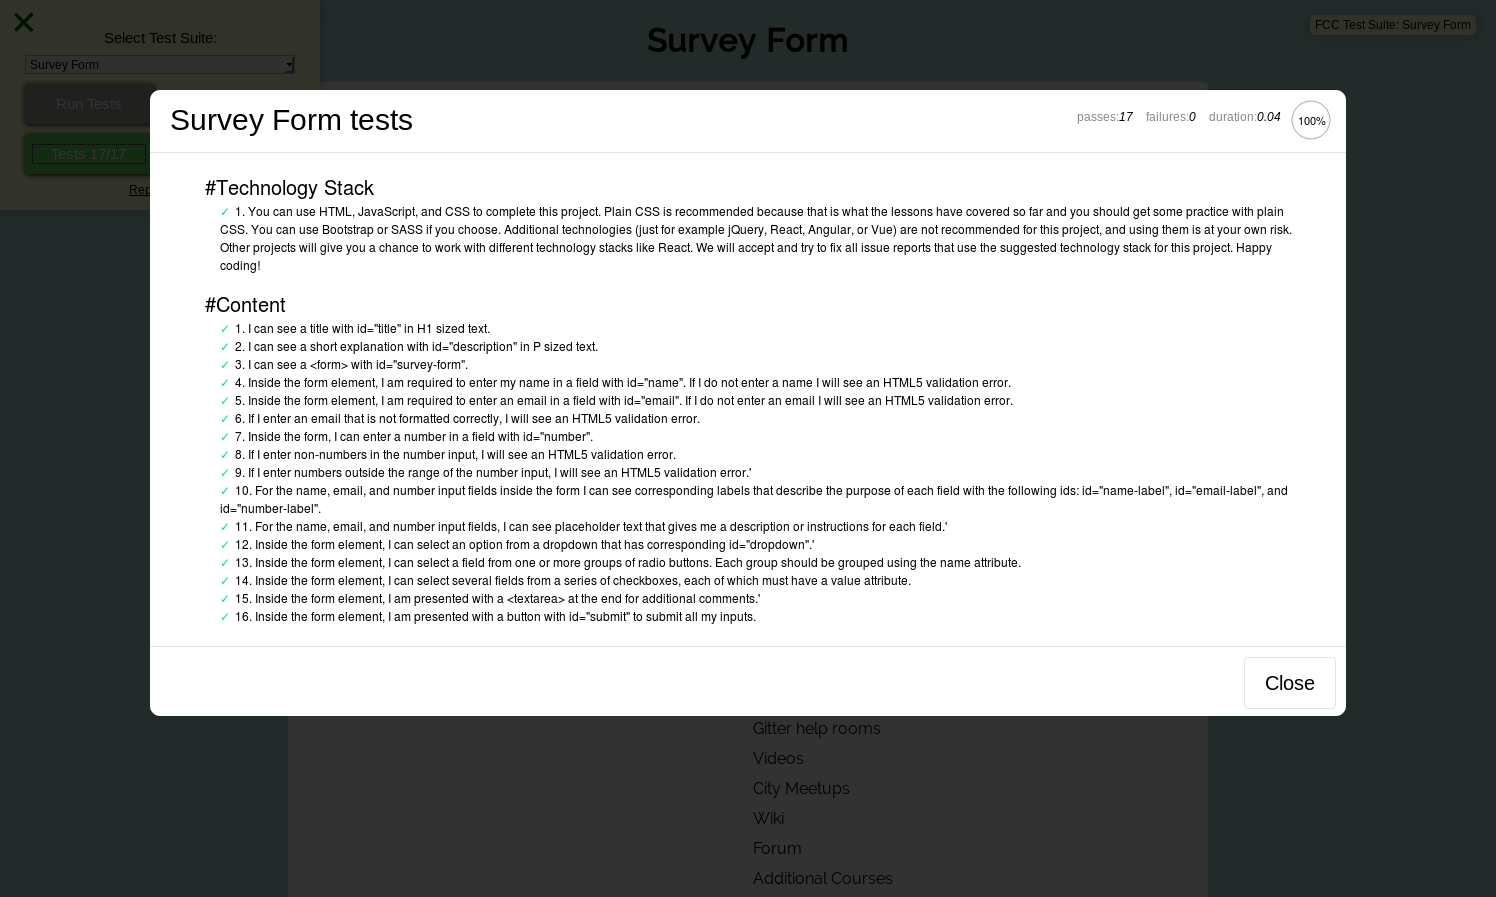 Select Test Suite:
Survey Form
Run Tests
Tests 17/17
Rep
Survey Form
FCC Test Suite: Survey Form
Survey Form tests
passes:17 failures:0 duration:0.04 100%
#Technology Stack
✓ 1. You can use HTML, JavaScript, and CSS to complete this project. Plain CSS is recommended because that is what the lessons have covered so far and you should get some practice with plain
CSS. You can use Bootstrap or SASS if you choose. Additional technologies (just for example jQuery, React, Angular, or Vue) are not recommended for this project, and using them is at your own risk.
Other projects will give you a chance to work with different technology stacks like React. We will accept and try to fix all issue reports that use the suggested technology stack for this project. Happy
coding!
#Content
✓ 1. I can see a title with id="title" in H1 sized text.
✓ 2. I can see a short explanation with id="description" in P sized text.
✓ 3. I can see a <form> with id="survey-form".
✓ 4. Inside the form element, I am required to enter my name in a field with id="name". If I do not enter a name I will see an HTML5 validation error.
✓ 5. Inside the form element, I am required to enter an email in a field with id="email". If I do not enter an email I will see an HTML5 validation error.
✓ 6. If I enter an email that is not formatted correctly, I will see an HTML5 validation error.
✓ 7. Inside the form, I can enter a number in a field with id="number".
✓ 8. If I enter non-numbers in the number input, I will see an HTML5 validation error.
✓ 9. If I enter numbers outside the range of the number input, I will see an HTML5 validation error.'
✓ 10. For the name, email, and number input fields inside the form I can see corresponding labels that describe the purpose of each field with the following ids: id="name-label", id="email-label", and
id="number-label".
✓ 11. For the name, email, and number input fields, I can see placeholder text that gives me a description or instructions for each field.'
✓ 12. Inside the form element, I can select an option from a dropdown that has corresponding id="dropdown".'
✓ 13. Inside the form element, I can select a field from one or more groups of radio buttons. Each group should be grouped using the name attribute.
✓ 14. Inside the form element, I can select several fields from a series of checkboxes, each of which must have a value attribute.
✓ 15. Inside the form element, I am presented with a <textarea> at the end for additional comments.'
✓ 16. Inside the form element, I am presented with a button with id="submit" to submit all my inputs.
Close
Gitter help rooms
Videos
City Meetups
Wiki
Forum
Additional Courses